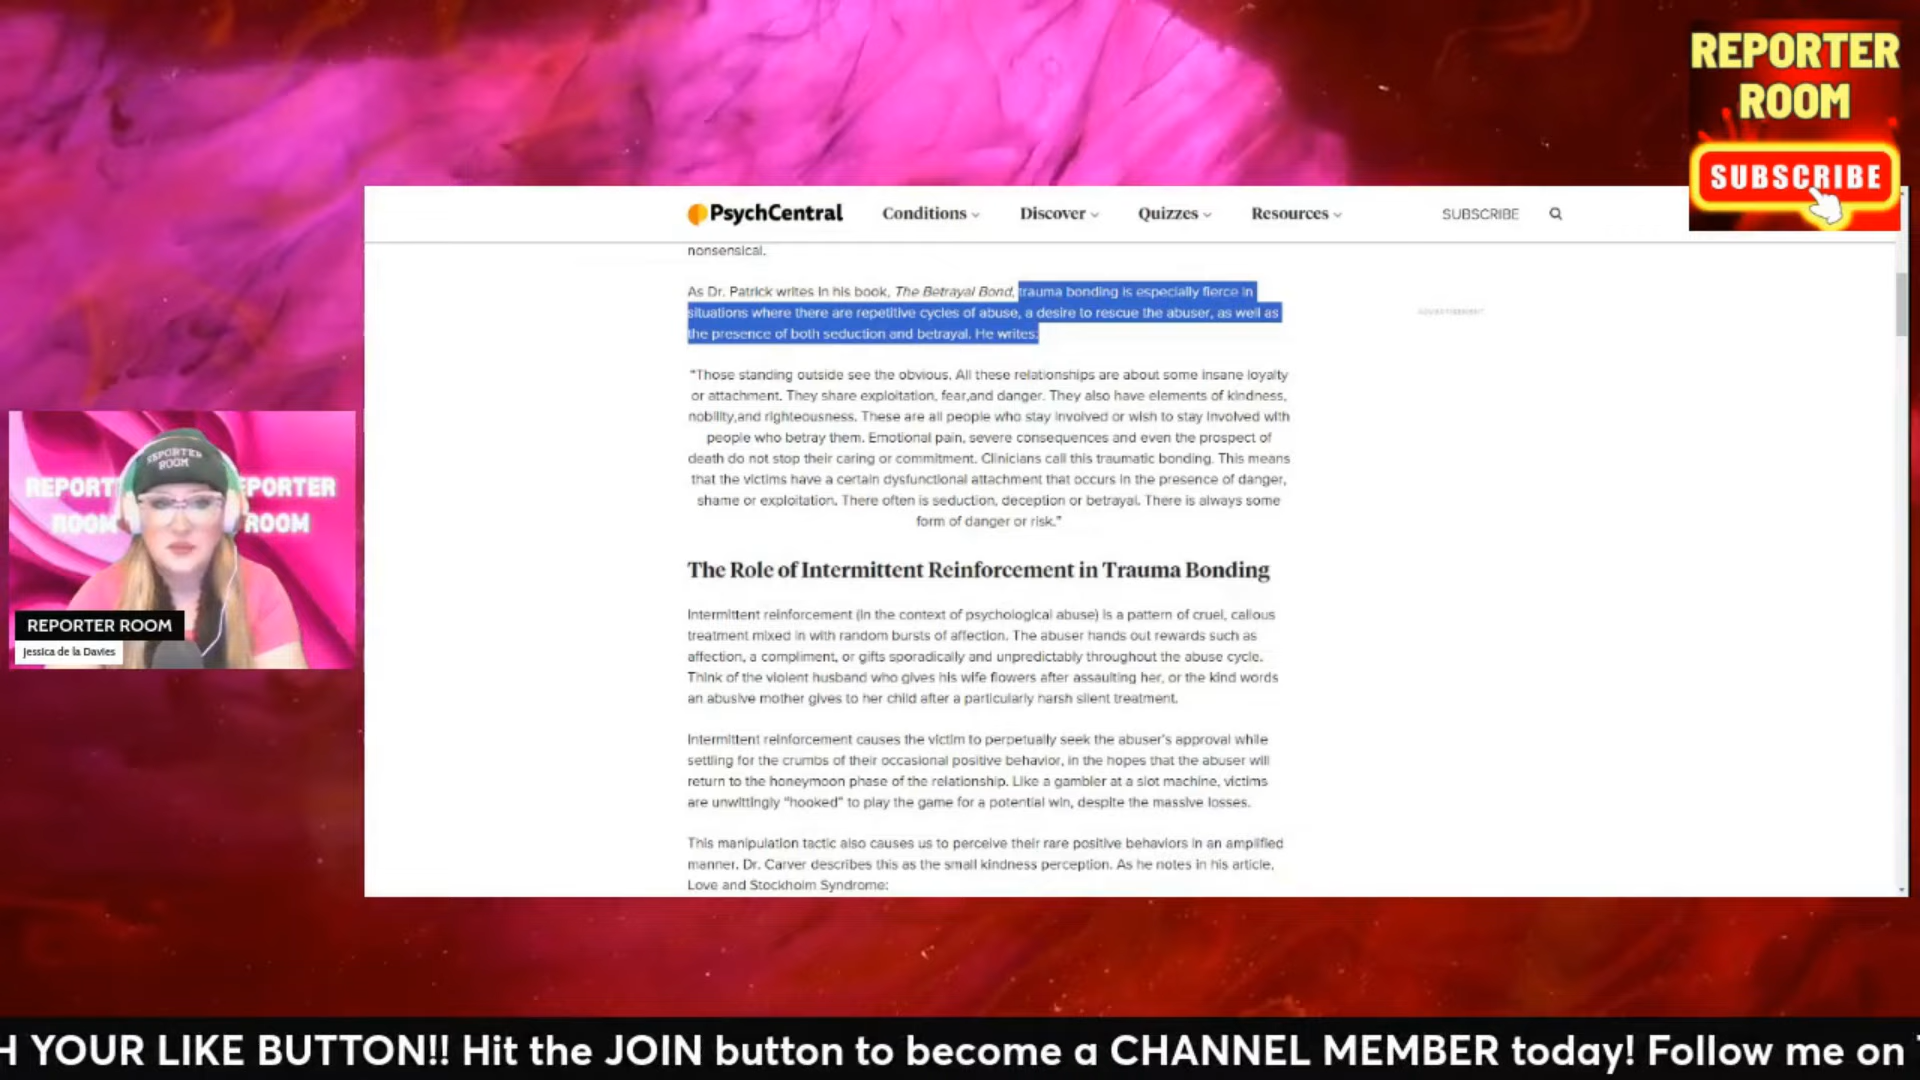 REPORTER
ROOM
SUBSCRIBE
PsychCentral
Conditions
Discover
Quizzes
Resources
SUBSCRIBE
nonsensical.
As Dr. Patrick writes in his book, The Betrayal Bond, trauma bonding is especially fierce in
situations where there are repetitive cycles of abuse, a desire to rescue the abuser, as well as
the presence of both seduction and betrayal. He writes:
ADVERTISEMENT
“Those standing outside see the obvious. All these relationships are about some insane loyalty
or attachment. They share exploitation, fear,and danger. They also have elements of kindness,
nobility,and righteousness. These are all people who stay involved or wish to stay involved with
people who betray them. Emotional pain, severe consequences and even the prospect of
death do not stop their caring or commitment. Clinicians call this traumatic bonding. This means
that the victims have a certain dysfunctional attachment that occurs in the presence of danger,
shame or exploitation. There often is seduction, deception or betrayal. There is always some
form of danger or risk.”
The Role of Intermittent Reinforcement in Trauma Bonding
Intermittent reinforcement (in the context of psychological abuse) is a pattern of cruel, callous
treatment mixed in with random bursts of affection. The abuser hands out rewards such as
affection, a compliment, or gifts sporadically and unpredictably throughout the abuse cycle.
Think of the violent husband who gives his wife flowers after assaulting her, or the kind words
an abusive mother gives to her child after a particularly harsh silent treatment.
Intermittent reinforcement causes the victim to perpetually seek the abuser’s approval while
settling for the crumbs of their occasional positive behavior, in the hopes that the abuser will
return to the honeymoon phase of the relationship. Like a gambler at a slot machine, victims
are unwittingly “hooked” to play the game for a potential win, despite the massive losses.
This manipulation tactic also causes us to perceive their rare positive behaviors in an amplified
manner. Dr. Carver describes this as the small kindness perception. As he notes in his article,
Love and Stockholm Syndrome:
REPORTER
ROOM
REPORT
ROOM
EPORTER
ROOM
REPORTER ROOM
Jessica de la Davies
H YOUR LIKE BUTTON!! Hit the JOIN button to become a CHANNEL MEMBER today! Follow me on